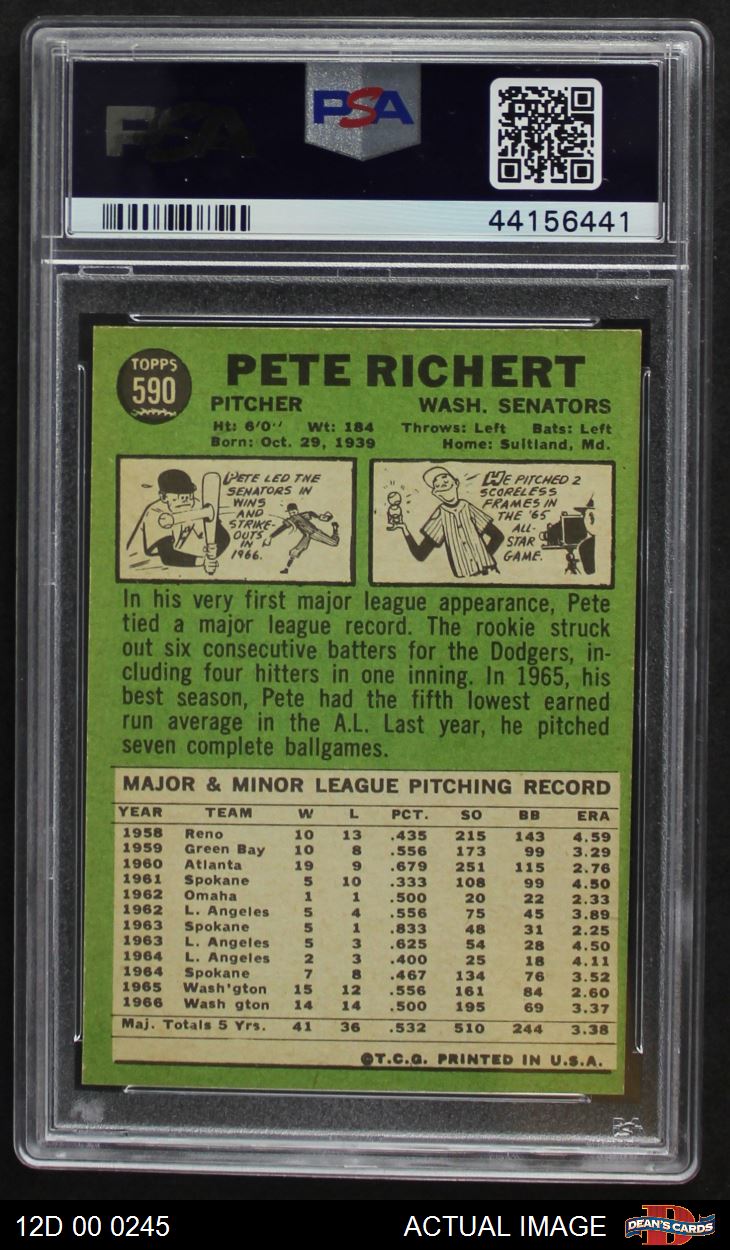 PSA
PSA
44156441
TOPPS
590
PETE RICHERT
PITCHER WASH. SENATORS
Ht: 6'0" Wt: 184 Throws: Left Bats: Left
Born: Oct. 29, 1939 Home: Suitland, Md.
PETE LED THE
SENATORS IN
WINS
AND
STRIKE-
OUTS
IN
1966.
HE PITCHED 2
SCORELESS
FRAMES IN
THE '65
ALL-
STAR
GAME.
In his very first major league appearance, Pete
tied a major league record. The rookie struck
out six consecutive batters for the Dodgers, in-
cluding four hitters in one inning. In 1965, his
best season, Pete had the fifth lowest earned
run average in the A.L. Last year, he pitched
seven complete ballgames.
MAJOR & MINOR LEAGUE PITCHING RECORD
YEAR TEAM W L PCT. SO BB ERA
1958 Reno 10 13 .435 215 143 4.59
1959 Green Bay 10 8 .556 173 99 3.29
1960 Atlanta 19 9 .679 251 115 2.76
1961 Spokane 5 10 .333 108 99 4.50
1962 Omaha 1 1 .500 20 22 2.33
1962 L. Angeles 5 4 .556 75 45 3.89
1963 Spokane 5 1 .833 48 31 2.25
1963 L. Angeles 5 3 .625 54 28 4.50
1964 L. Angeles 2 3 .400 25 18 4.11
1964 Spokane 7 8 .467 134 76 3.52
1965 Wash'gton 15 12 .556 161 84 2.60
1966 Wash gton 14 14 .500 195 69 3.37
Maj. Totals 5 Yrs. 41 36 .532 510 244 3.38
©T.C.G. PRINTED IN U.S.A.
12D 00 0245 ACTUAL IMAGE DEAN'S CARDS